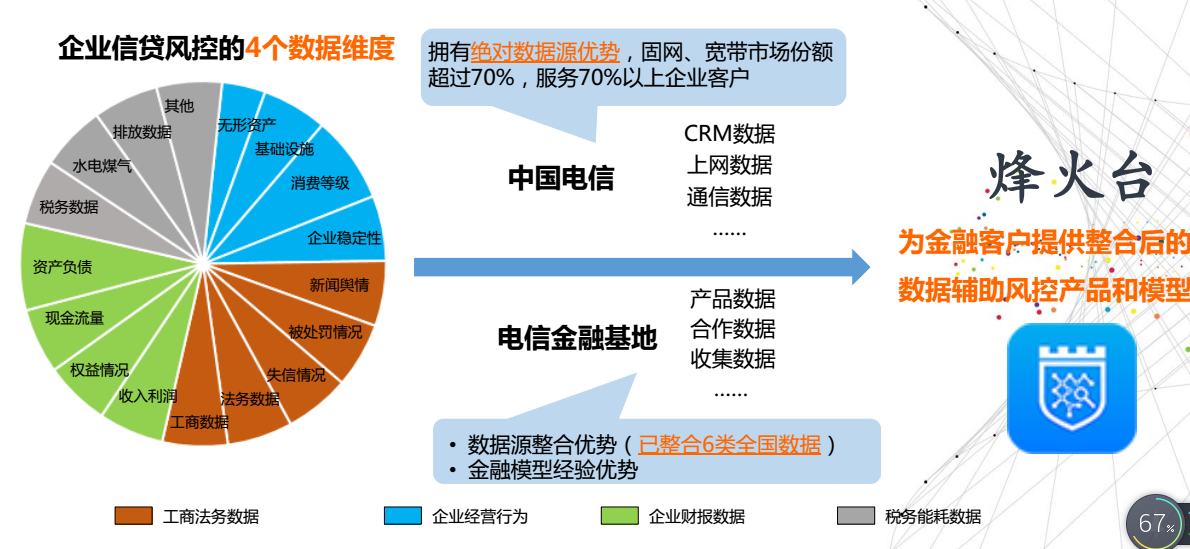 企业信贷风控的4个数据维度
拥有绝对数据源优势，固网、宽带市场份额
超过70%，服务70%以上企业客户
其他
无形资产
排放数据
基础设施
水电煤气
消费等级
税务数据
企业稳定性
资产负债
新闻舆情
现金流量
被处罚情况
权益情况
失信情况
收入利润
法务数据
工商数据
中国电信
CRM数据
上网数据
通信数据
……
电信金融基地
产品数据
合作数据
收集数据
……
• 数据源整合优势（已整合6类全国数据）
• 金融模型经验优势
烽火台
为金融客户提供整合后的
数据辅助风控产品和模型
工商法务数据
企业经营行为
企业财报数据
税务能耗数据
67%